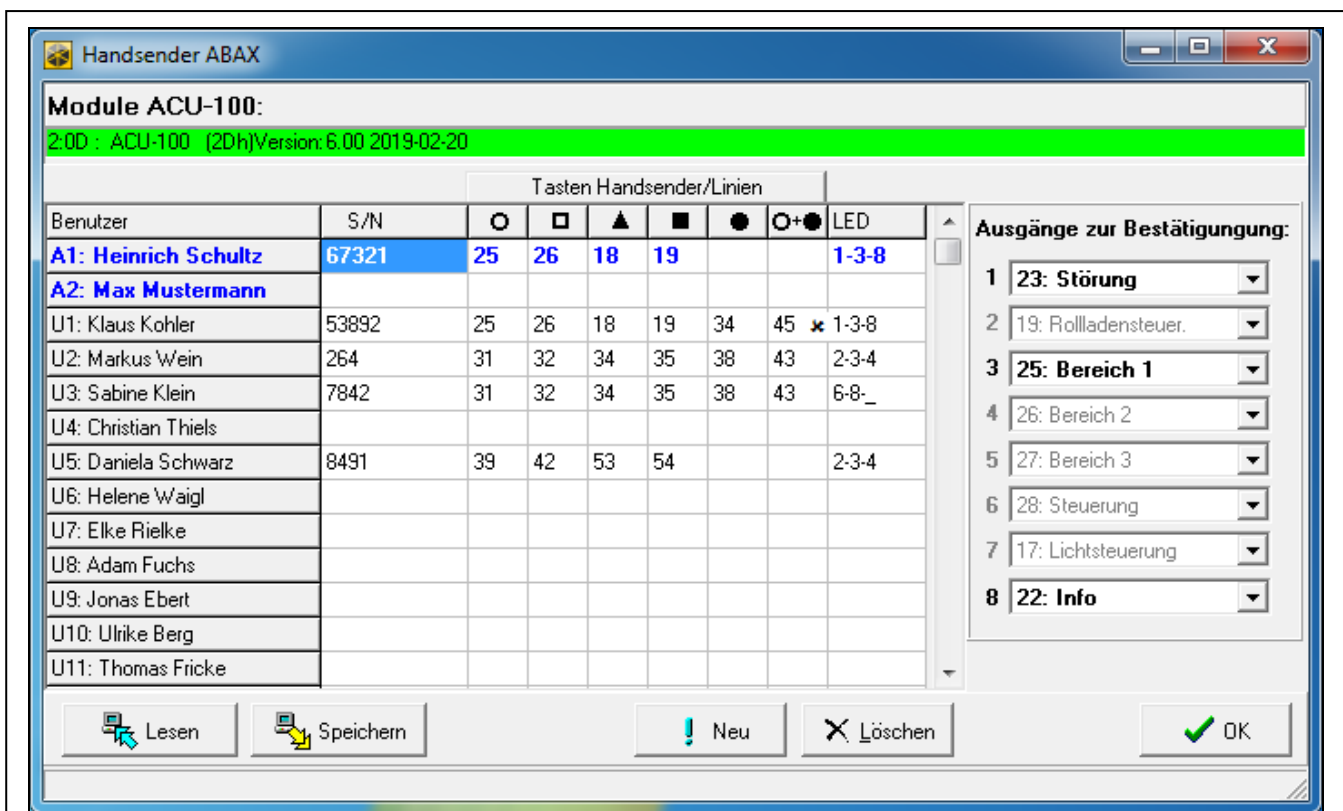 Handsender ABAX
Module ACU-100:
2:0D : ACU-100 (2Dh)Version: 6.00 2019-02-20
Tasten Handsender/Linien
Benutzer S/N O+● LED
A1: Heinrich Schultz 67321 25 26 18 19 1-3-8
A2: Max Mustermann
U1: Klaus Kohler 53892 25 26 18 19 34 45 1-3-8
U2: Markus Wein 264 31 32 34 35 38 43 2-3-4
U3: Sabine Klein 7842 31 32 34 35 38 43 6-8-_
U4: Christian Thiels
U5: Daniela Schwarz 8491 39 42 53 54 2-3-4
U6: Helene Waigl
U7: Elke Rielke
U8: Adam Fuchs
U9: Jonas Ebert
U10: Ulrike Berg
U11: Thomas Fricke
Ausgänge zur Bestätigungung:
1 23: Störung
2 19: Rollladensteuer.
3 25: Bereich 1
4 26: Bereich 2
5 27: Bereich 3
6 28: Steuerung
7 17: Lichtsteuerung
8 22: Info
Lesen Speichern Neu Löschen OK